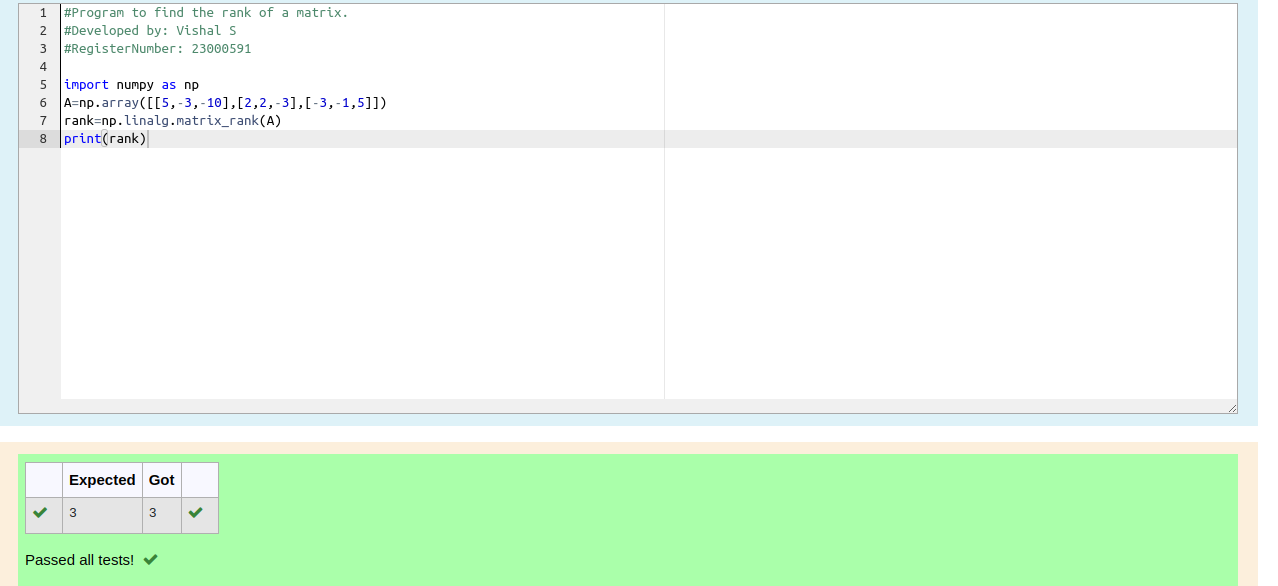 1 #Program to find the rank of a matrix.
2 #Developed by: Vishal S
3 #RegisterNumber: 23000591
4
5 import numpy as np
6 A=np.array([[5,-3,-10],[2,2,-3],[-3,-1,5]])
7 rank=np.linalg.matrix_rank(A)
8 print(rank)
Expected Got
3 3
Passed all tests!